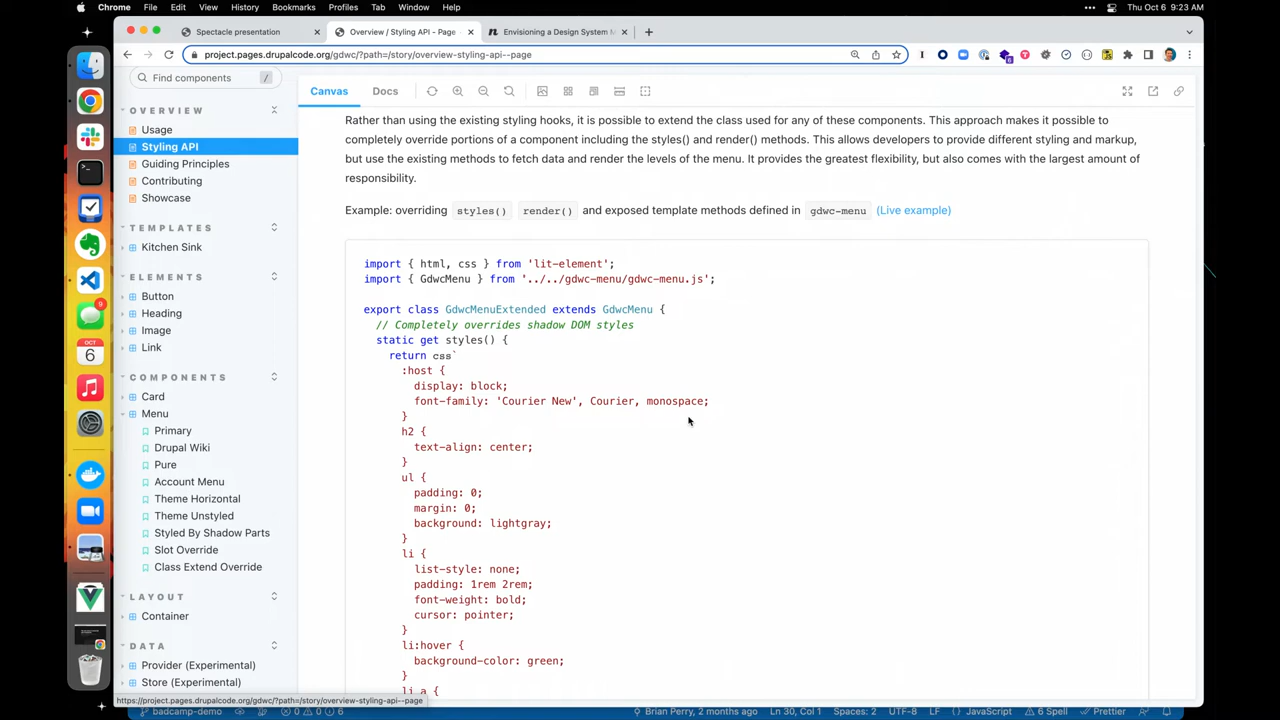 Chrome File Edit View History Bookmarks Profiles Tab Window Help
Thu Oct 6 9:23 AM
Spectacle presentation
Overview / Styling API - Page
Envisioning a Design System M
project.pages.drupalcode.org/gdwc/?path=/story/overview-styling-api--page
Find components /
OVERVIEW
Usage
Styling API
Guiding Principles
Contributing
Showcase
TEMPLATES
Kitchen Sink
ELEMENTS
Button
Heading
Image
Link
COMPONENTS
Card
Menu
Primary
Drupal Wiki
Pure
Account Menu
Theme Horizontal
Theme Unstyled
Styled By Shadow Parts
Slot Override
Class Extend Override
LAYOUT
Container
DATA
Provider (Experimental)
Store (Experimental)
Canvas Docs
Rather than using the existing styling hooks, it is possible to extend the class used for any of these components. This approach makes it possible to
completely override portions of a component including the styles() and render() methods. This allows developers to provide different styling and markup,
but use the existing methods to fetch data and render the levels of the menu. It provides the greatest flexibility, but also comes with the largest amount of
responsibility.
Example: overriding styles() render() and exposed template methods defined in gdwc-menu (Live example)
import { html, css } from 'lit-element';
import { GdwcMenu } from '../../gdwc-menu/gdwc-menu.js';
export class GdwcMenuExtended extends GdwcMenu {
// Completely overrides shadow DOM styles
static get styles() {
return css`
:host {
display: block;
font-family: 'Courier New', Courier, monospace;
}
h2 {
text-align: center;
}
ul {
padding: 0;
margin: 0;
background: lightgray;
}
li {
list-style: none;
padding: 1rem 2rem;
font-weight: bold;
cursor: pointer;
}
li:hover {
background-color: green;
}
li a {
https://project.pages.drupalcode.org/gdwc/?path=/story/overview-styling-api--page
badcamp-demo 0 0 6 Brian Perry, 2 months ago Ln 30, Col 1 Spaces: 2 UTF-8 LF JavaScript 6 Spell Prettier
OCT
6
9